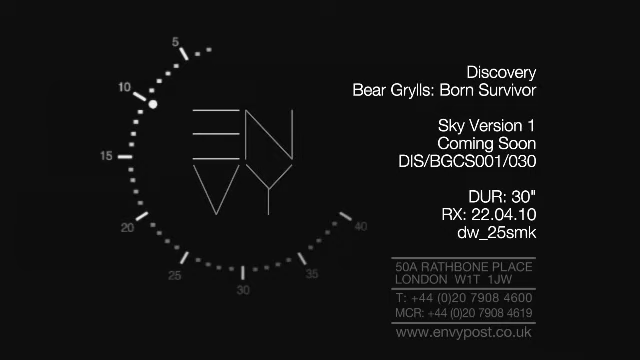 5
10
15
20
25
30
35
40
ENVY
Discovery
Bear Grylls: Born Survivor
Sky Version 1
Coming Soon
DIS/BGCS001/030
DUR: 30"
RX: 22.04.10
dw_25smk
50A RATHBONE PLACE
LONDON W1T 1JW
T: +44 (0)20 7908 4600
MCR: +44 (0)20 7908 4619
www.envypost.co.uk